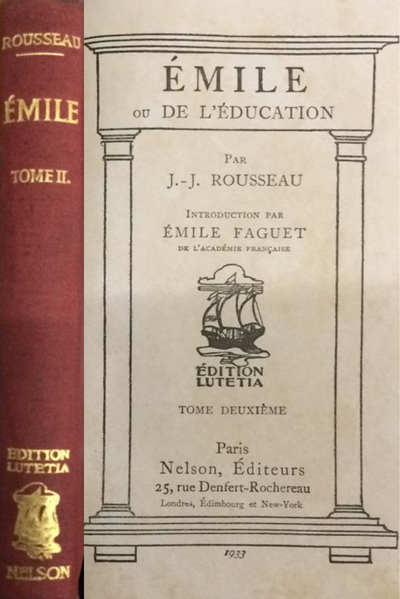 ROUSSEAU
ÉMILE
TOME II.
EDITION
LUTETIA
NELSON
ÉMILE
OU DE L'ÉDUCATION
PAR
J.-J. ROUSSEAU
INTRODUCTION PAR
ÉMILE FAGUET
DE L'ACADÉMIE FRANÇAISE
ÉDITION
LUTETIA
TOME DEUXIÈME
Paris
Nelson, Éditeurs
25, rue Denfert-Rochereau
Londres, Édimbourg et New-York
1933